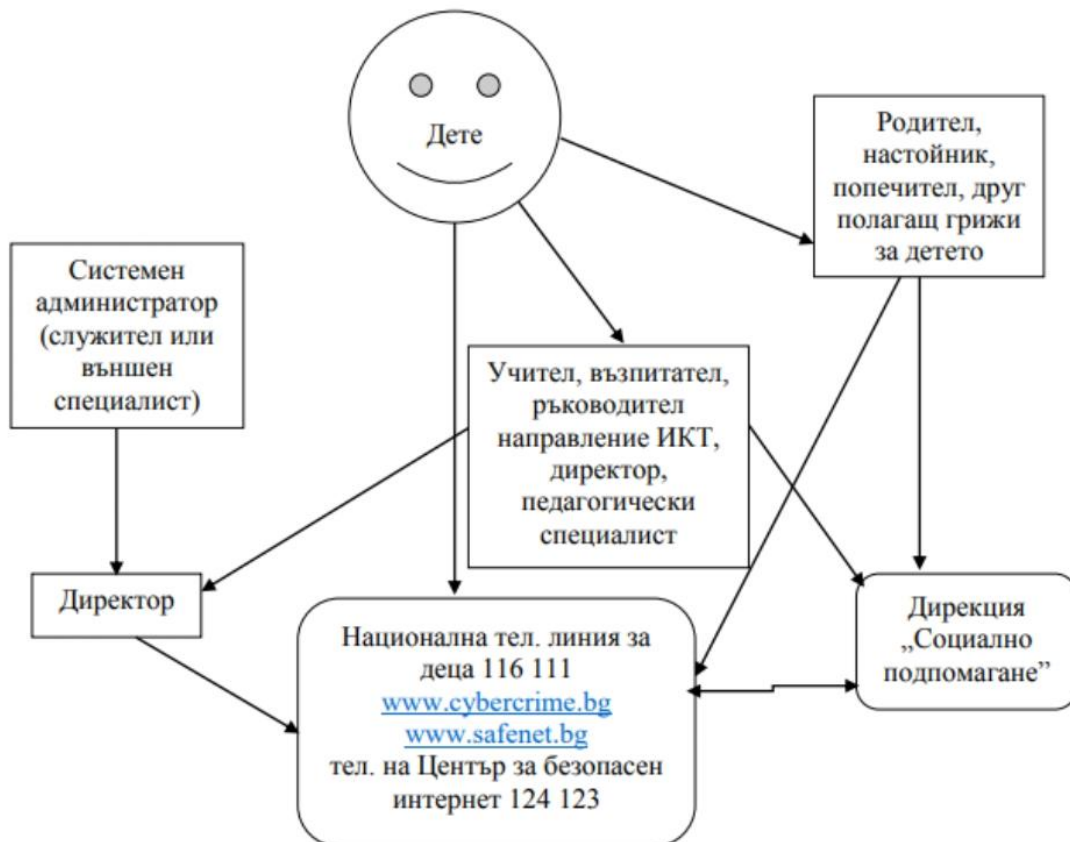 Дете
Родител,
настойник,
попечител, друг
полагащ грижи
за детето
Системен
администратор
(служител или
външен
специалист)
Учител, възпитател,
ръководител
направление ИКТ,
директор,
педагогически
специалист
Директор
Национална тел. линия за
деца 116 111
www.cybercrime.bg
www.safenet.bg
тел. на Център за безопасен
интернет 124 123
Дирекция
„Социално
подпомагане”